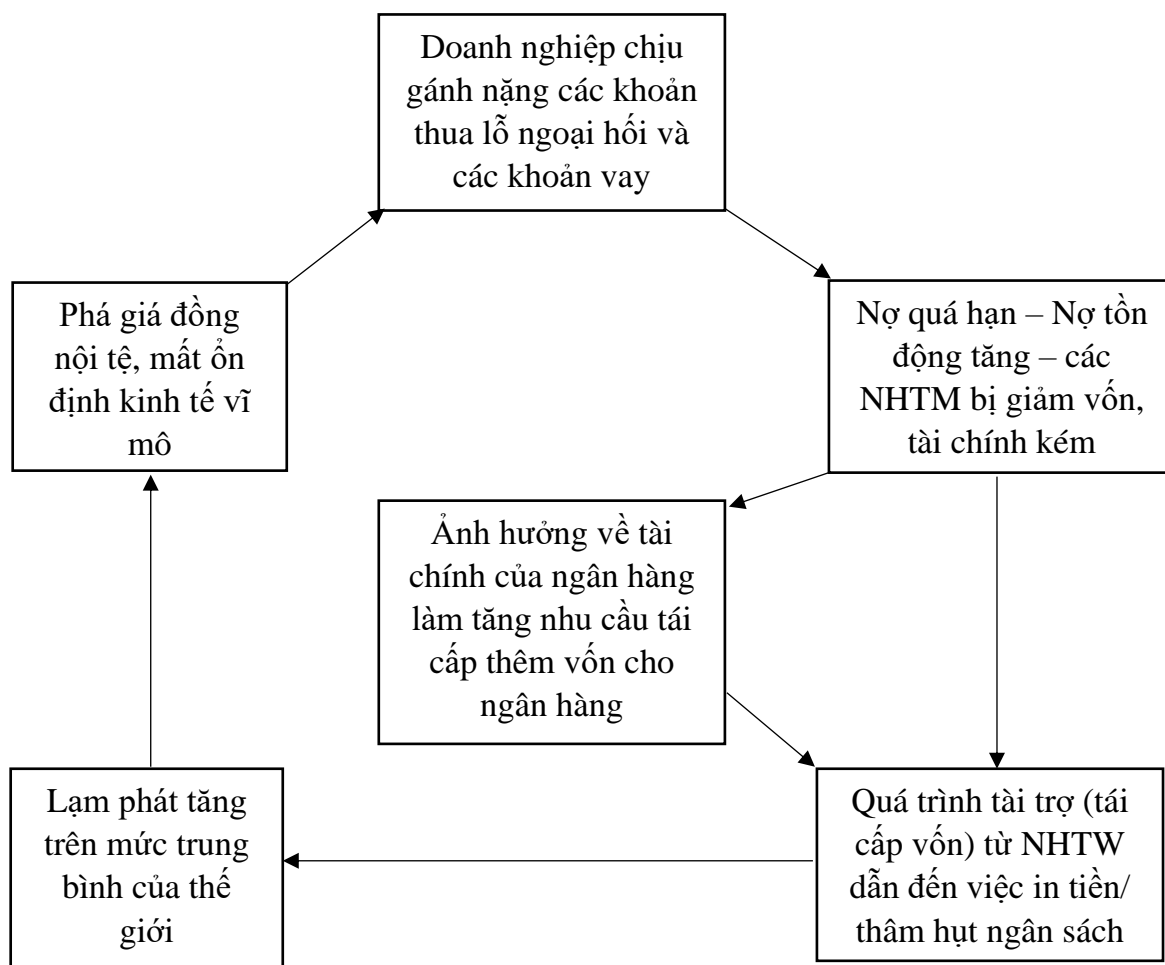 Doanh nghiệp chịu
gánh nặng các khoản
thua lỗ ngoại hối và
các khoản vay
Phá giá đồng
nội tệ, mất ổn
định kinh tế vĩ
mô
Nợ quá hạn – Nợ tồn
động tăng – các
NHTM bị giảm vốn,
tài chính kém
Ảnh hưởng về tài
chính của ngân hàng
làm tăng nhu cầu tái
cấp thêm vốn cho
ngân hàng
Lạm phát tăng
trên mức trung
bình của thế
giới
Quá trình tài trợ (tái
cấp vốn) từ NHTW
dẫn đến việc in tiền/
thâm hụt ngân sách